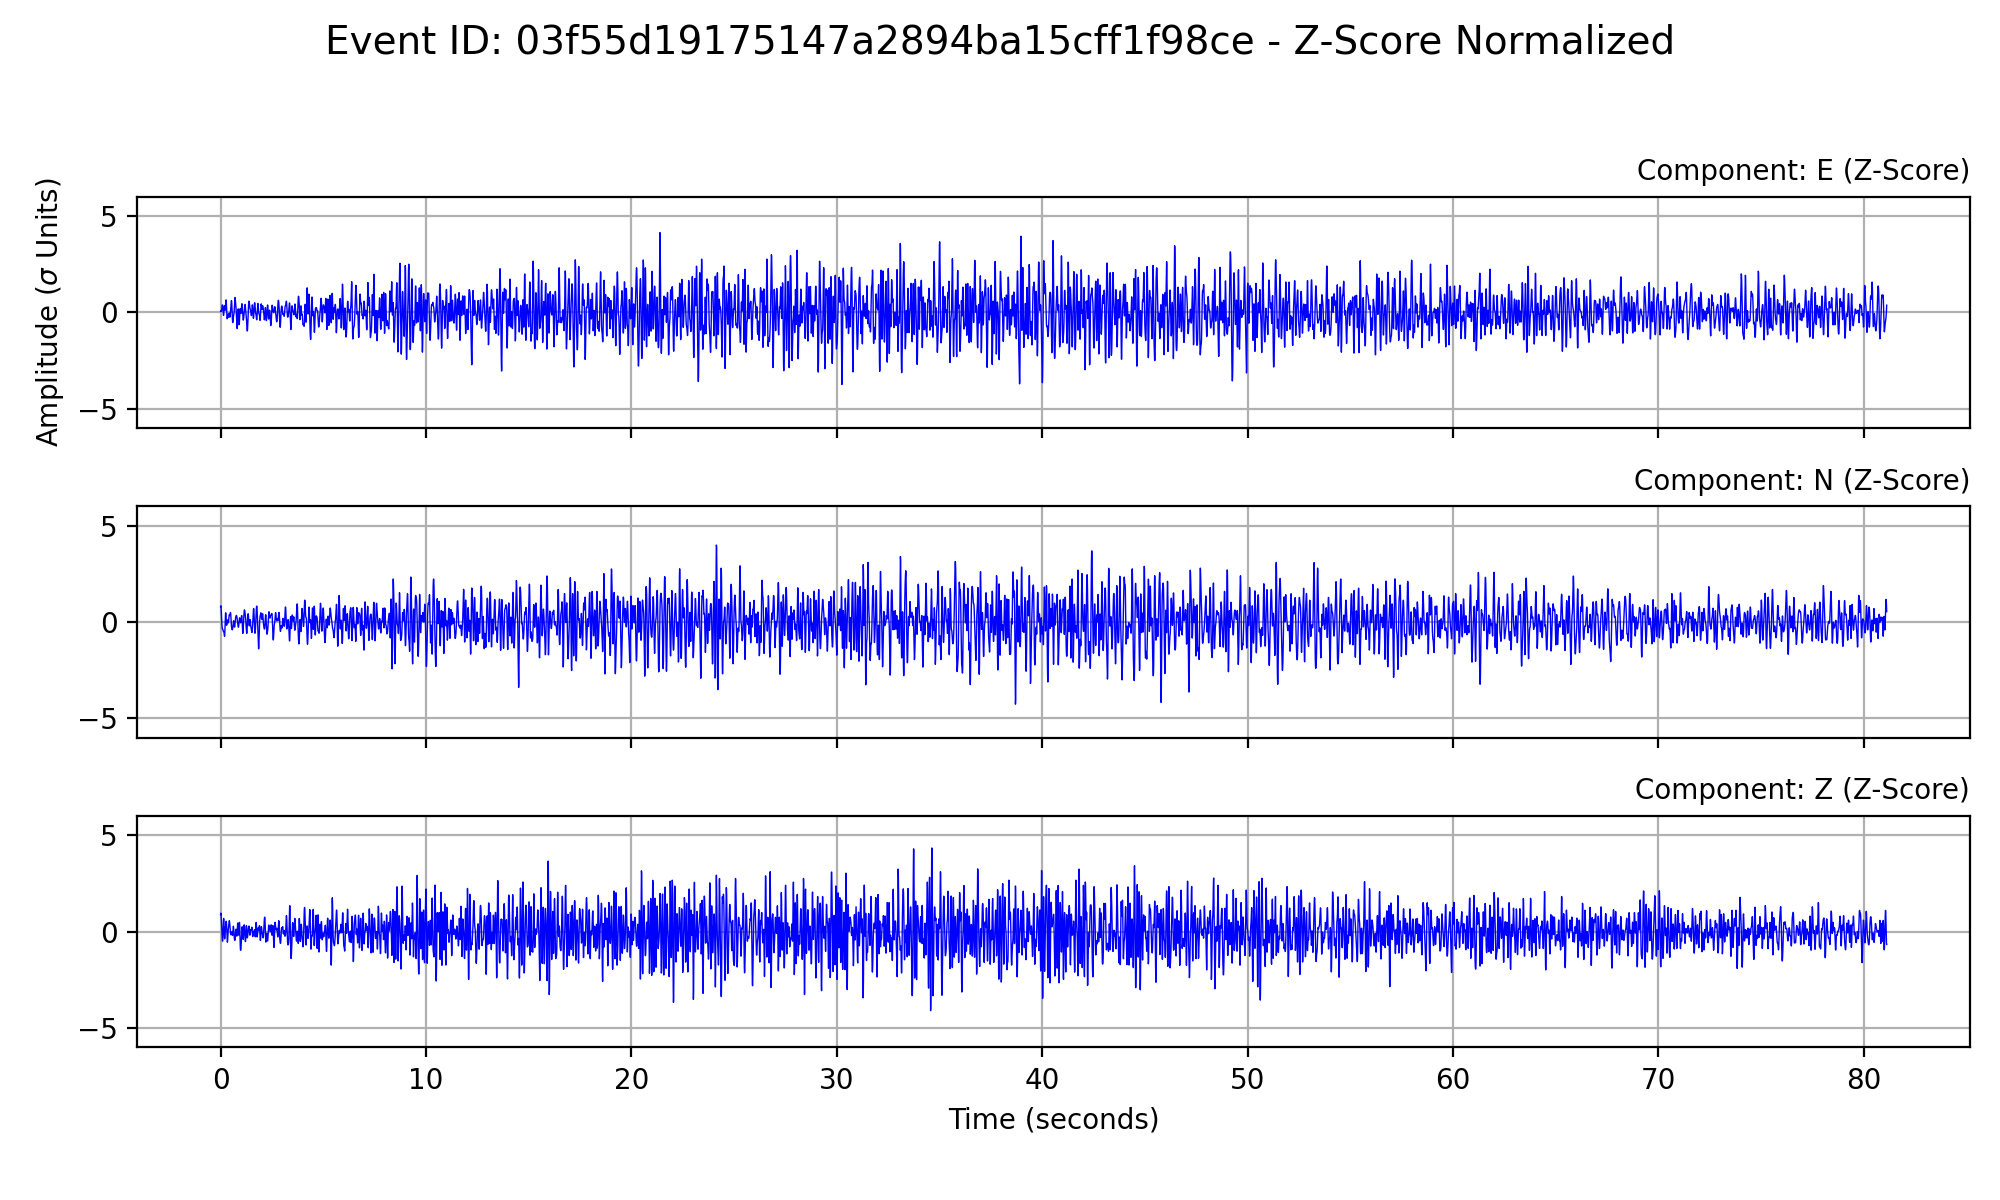 Event ID: 03f55d19175147a2894ba15cff1f98ce - Z-Score Normalized
Component: E (Z-Score)
Amplitude (σ Units)
5
0
−5
Component: N (Z-Score)
5
0
−5
Component: Z (Z-Score)
5
0
−5
0 10 20 30 40 50 60 70 80
Time (seconds)